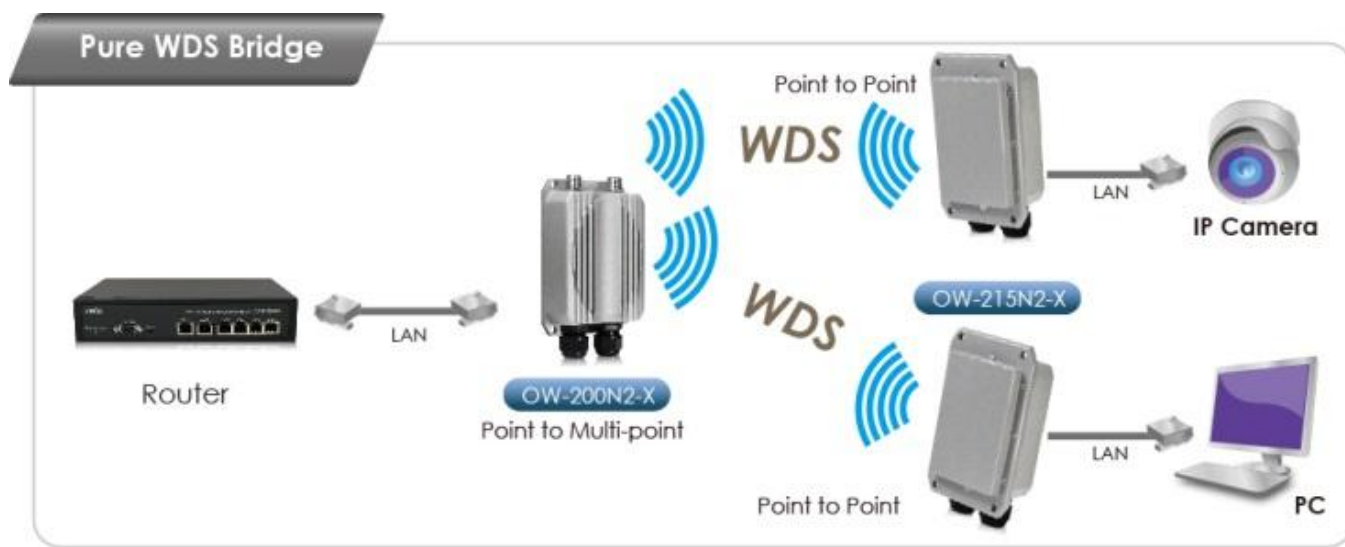 Pure WDS Bridge
Point to Point
WDS
LAN
IP Camera
OW-215N2-X
LAN
Router
OW-200N2-X
Point to Multi-point
WDS
LAN
PC
Point to Point